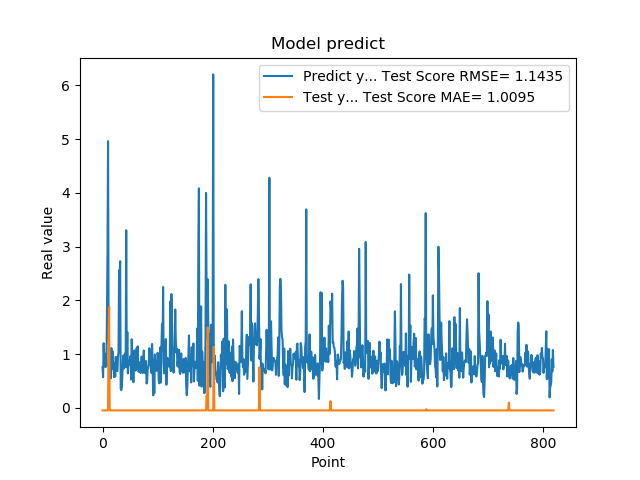 Model predict
Predict y... Test Score RMSE= 1.1435
Test y... Test Score MAE= 1.0095
Real value
6
5
4
3
2
1
0
0 200 400 600 800
Point